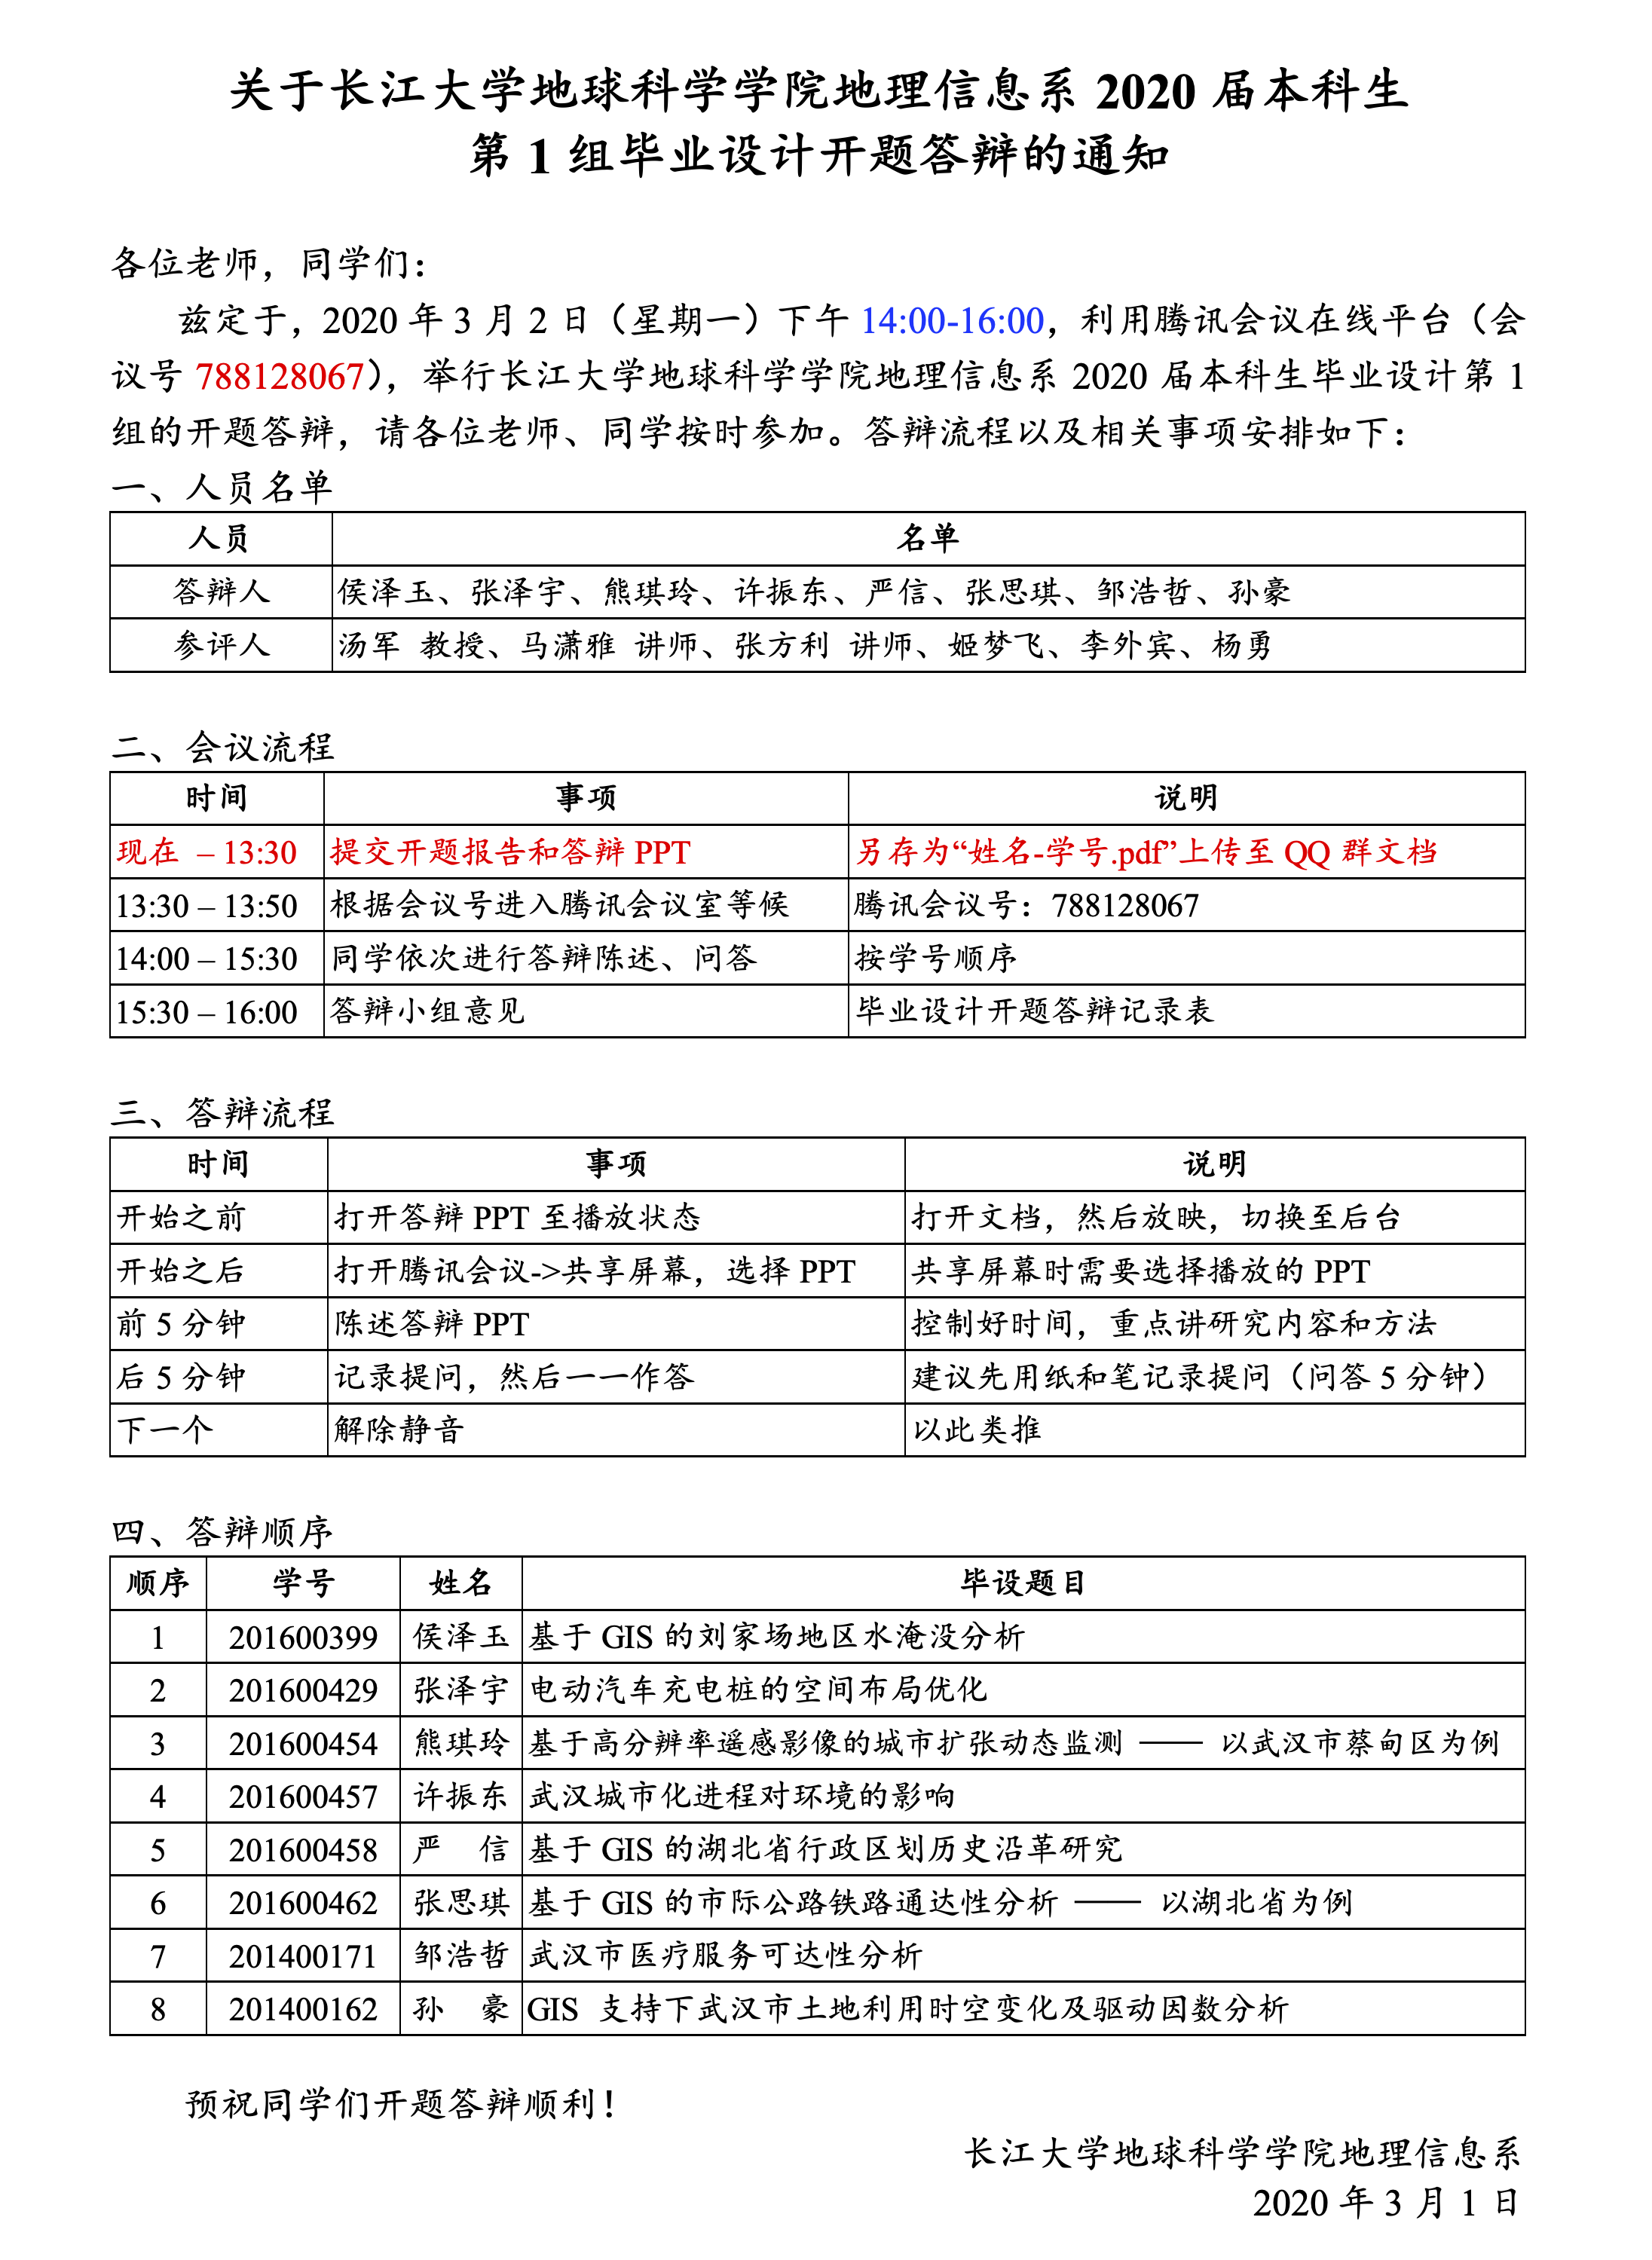 关于长江大学地球科学学院地理信息系 2020 届本科生
第 1 组毕业设计开题答辩的通知
各位老师，同学们：
兹定于，2020 年 3 月 2 日（星期一）下午 14:00-16:00，利用腾讯会议在线平台（会
议号 788128067），举行长江大学地球科学学院地理信息系 2020 届本科生毕业设计第 1
组的开题答辩，请各位老师、同学按时参加。答辩流程以及相关事项安排如下：
一、人员名单
人员 名单
答辩人 侯泽玉、张泽宇、熊琪玲、许振东、严信、张思琪、邹浩哲、孙豪
参评人 汤军 教授、马潇雅 讲师、张方利 讲师、姬梦飞、李外宾、杨勇
二、会议流程
时间 事项 说明
现在 – 13:30 提交开题报告和答辩 PPT 另存为“姓名-学号.pdf”上传至 QQ 群文档
13:30 – 13:50 根据会议号进入腾讯会议室等候 腾讯会议号：788128067
14:00 – 15:30 同学依次进行答辩陈述、问答 按学号顺序
15:30 – 16:00 答辩小组意见 毕业设计开题答辩记录表
三、答辩流程
时间 事项 说明
开始之前 打开答辩 PPT 至播放状态 打开文档，然后放映，切换至后台
开始之后 打开腾讯会议->共享屏幕，选择 PPT 共享屏幕时需要选择播放的 PPT
前 5 分钟 陈述答辩 PPT 控制好时间，重点讲研究内容和方法
后 5 分钟 记录提问，然后一一作答 建议先用纸和笔记录提问（问答 5 分钟）
下一个 解除静音 以此类推
四、答辩顺序
顺序 学号 姓名 毕设题目
1 201600399 侯泽玉 基于 GIS 的刘家场地区水淹没分析
2 201600429 张泽宇 电动汽车充电桩的空间布局优化
3 201600454 熊琪玲 基于高分辨率遥感影像的城市扩张动态监测 —— 以武汉市蔡甸区为例
4 201600457 许振东 武汉城市化进程对环境的影响
5 201600458 严 信 基于 GIS 的湖北省行政区划历史沿革研究
6 201600462 张思琪 基于 GIS 的市际公路铁路通达性分析 —— 以湖北省为例
7 201400171 邹浩哲 武汉市医疗服务可达性分析
8 201400162 孙 豪 GIS 支持下武汉市土地利用时空变化及驱动因数分析
预祝同学们开题答辩顺利！
长江大学地球科学学院地理信息系
2020 年 3 月 1 日